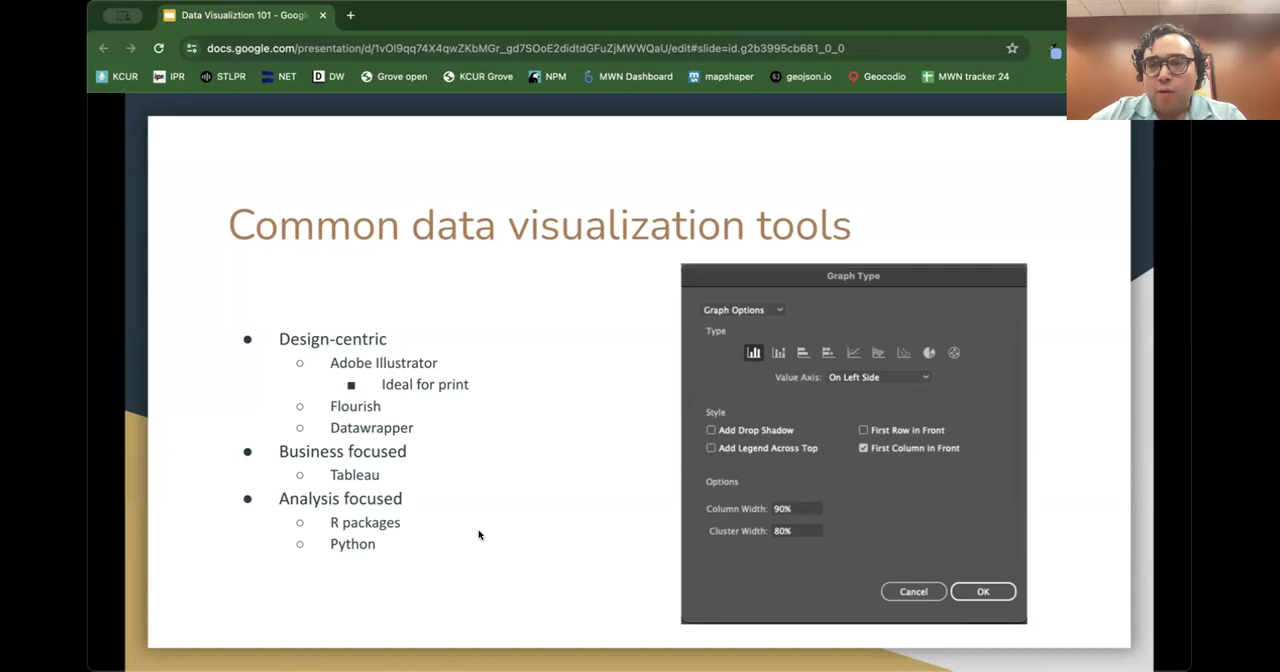 Data Visualiztion 101 - Googl
docs.google.com/presentation/d/1vOl9qq74X4qwZKbMGr_gd7SOoE2didtdGFuZjMWWQaU/edit#slide=id.g2b3995cb681_0_0
KCUR
ipr IPR
STLPR
NET
D DW
Grove open
KCUR Grove
NPM
MWN Dashboard
mapshaper
geojson.io
Geocodio
MWN tracker 24
Common data visualization tools
Design-centric
Adobe Illustrator
Ideal for print
Flourish
Datawrapper
Business focused
Tableau
Analysis focused
R packages
Python
Graph Type
Graph Options
Type
Value Axis: On Left Side
Style
Add Drop Shadow First Row in Front
Add Legend Across Top First Column in Front
Options
Column Width: 90%
Cluster Width: 80%
Cancel OK